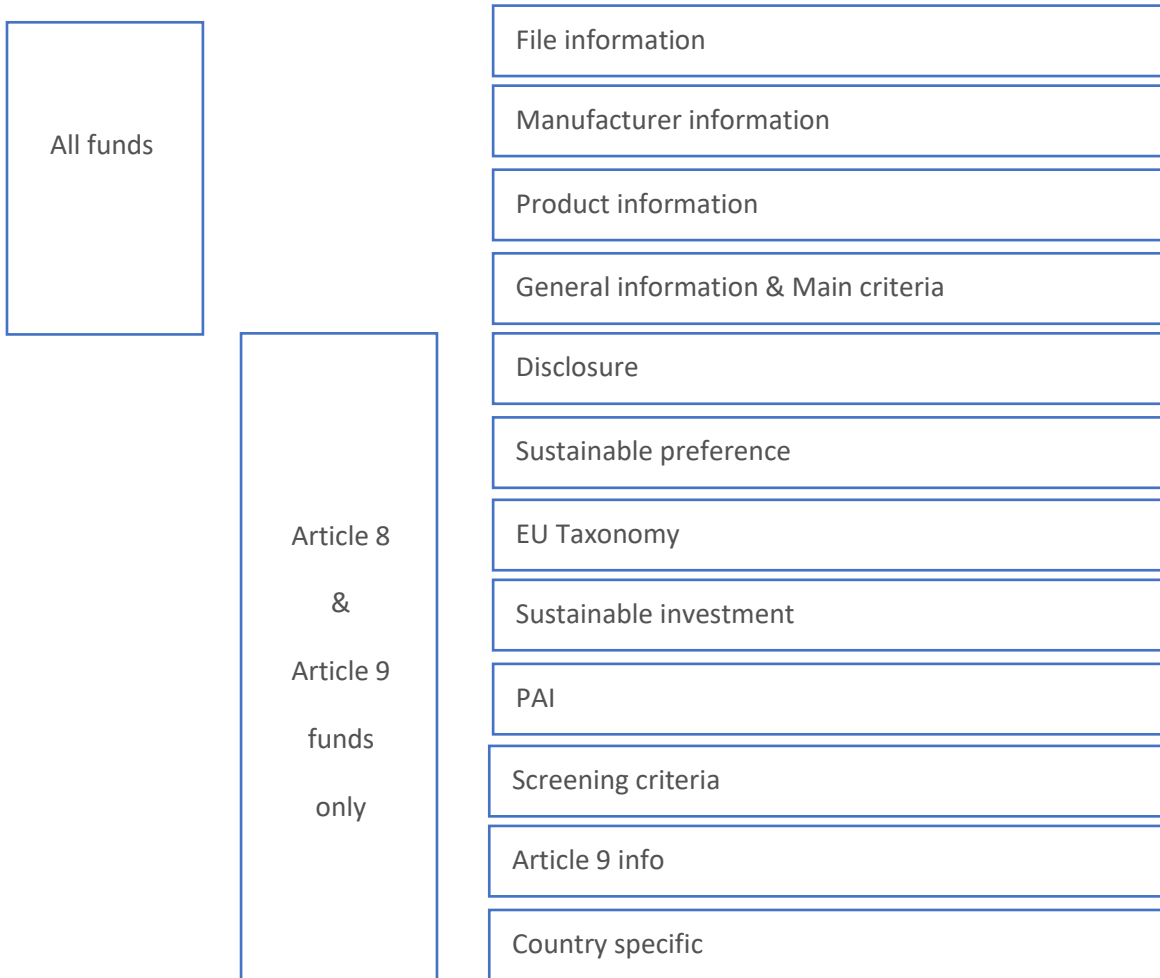 All funds
Article 8
&
Article 9
funds
only
File information
Manufacturer information
Product information
General information & Main criteria
Disclosure
Sustainable preference
EU Taxonomy
Sustainable investment
PAI
Screening criteria
Article 9 info
Country specific